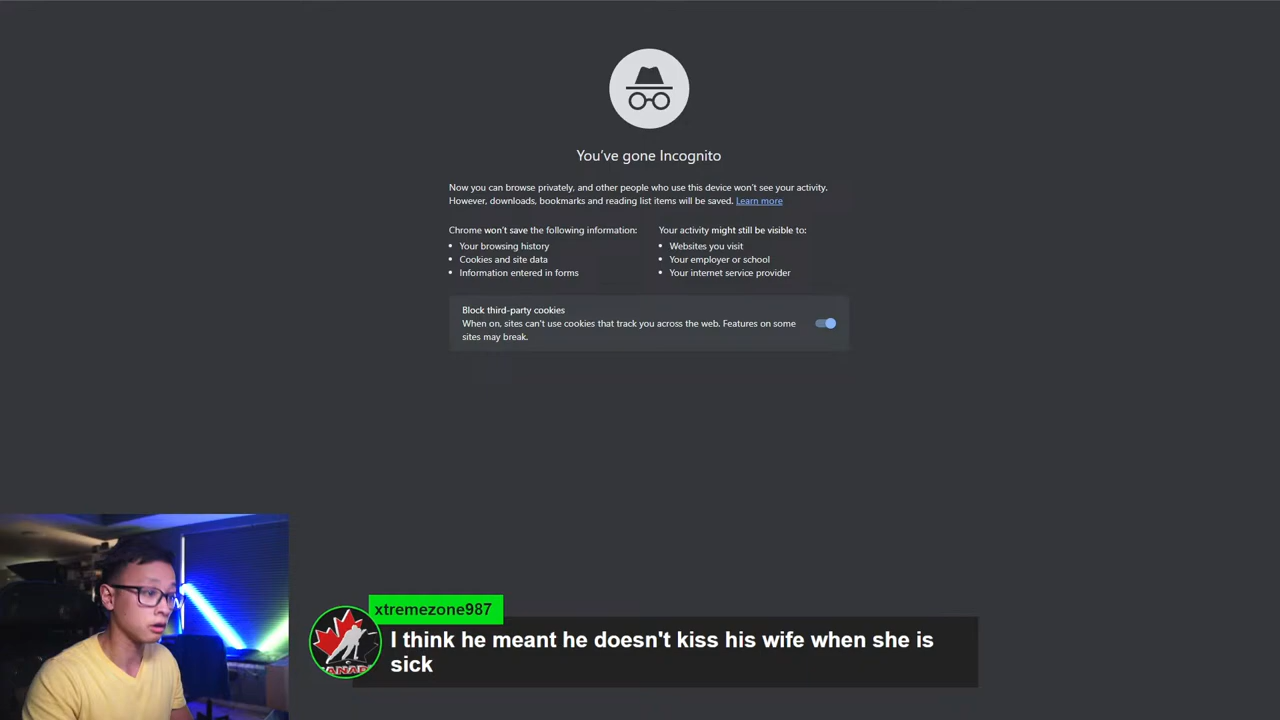 You've gone Incognito
Now you can browse privately, and other people who use this device won't see your activity.
However, downloads, bookmarks and reading list items will be saved. Learn more
Chrome won't save the following information:
Your browsing history
Cookies and site data
Information entered in forms
Your activity might still be visible to:
Websites you visit
Your employer or school
Your internet service provider
Block third-party cookies
When on, sites can't use cookies that track you across the web. Features on some
sites may break.
xtremezone987
I think he meant he doesn't kiss his wife when she is
sick
CANAD